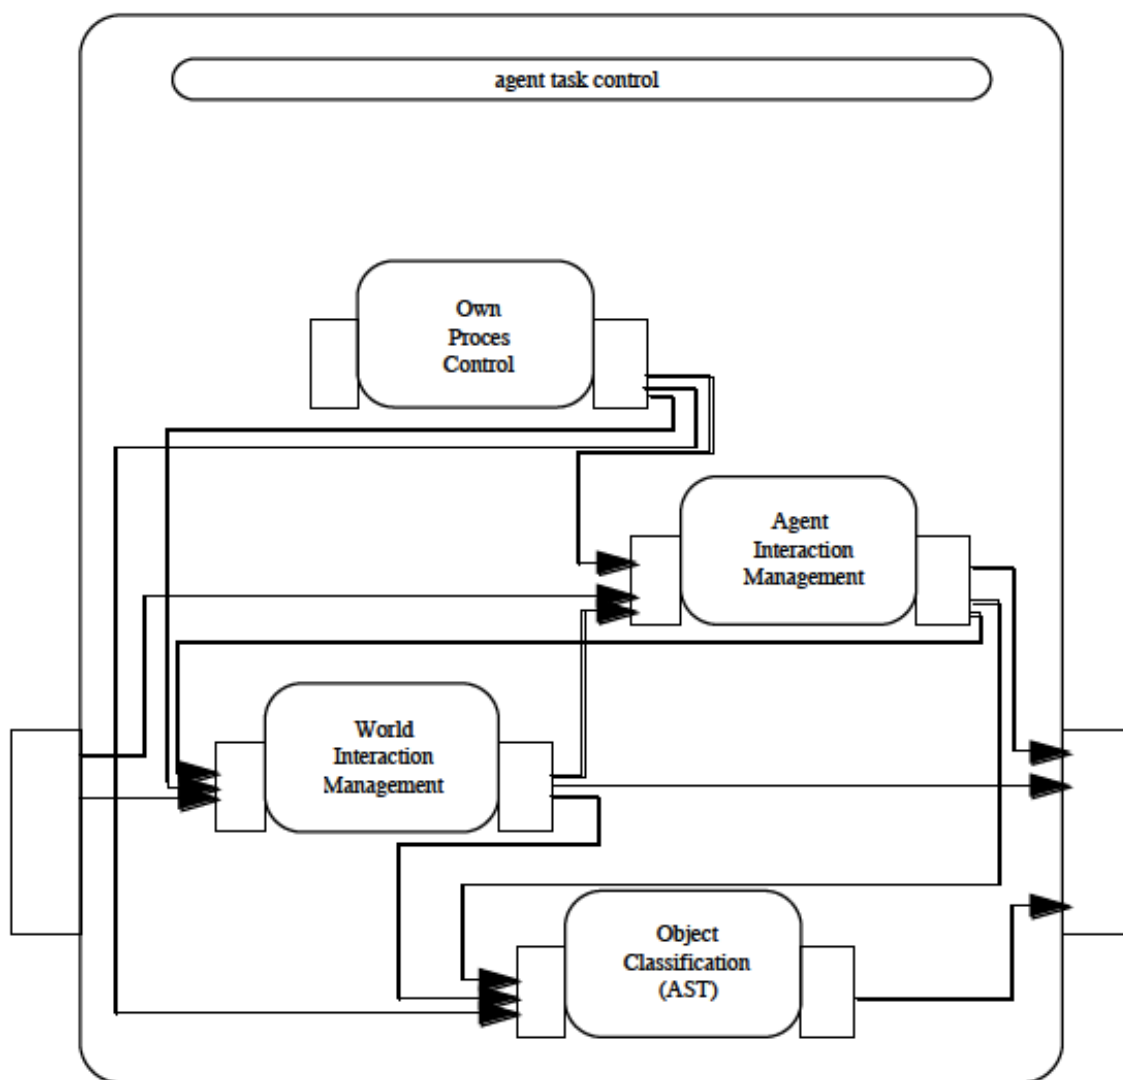 agent task control
Own
Proces
Control
Agent
Interaction
Management
World
Interaction
Management
Object
Classification
(AST)